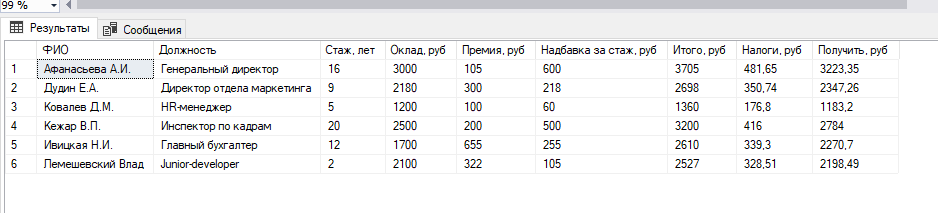 99 %
Результаты Сообщения
ФИО Должность Стаж, лет Оклад, руб Премия, руб Надбавка за стаж, руб Итого, руб Налоги, руб Получить, руб
1 Афанасьева А.И. Генеральный директор 16 3000 105 600 3705 481,65 3223,35
2 Дудин Е.А. Директор отдела маркетинга 9 2180 300 218 2698 350,74 2347,26
3 Ковалев Д.М. HR-менеджер 5 1200 100 60 1360 176,8 1183,2
4 Кежар В.П. Инспектор по кадрам 20 2500 200 500 3200 416 2784
5 Ивицкая Н.И. Главный бухгалтер 12 1700 655 255 2610 339,3 2270,7
6 Лемешевский Влад Junior-developer 2 2100 322 105 2527 328,51 2198,49